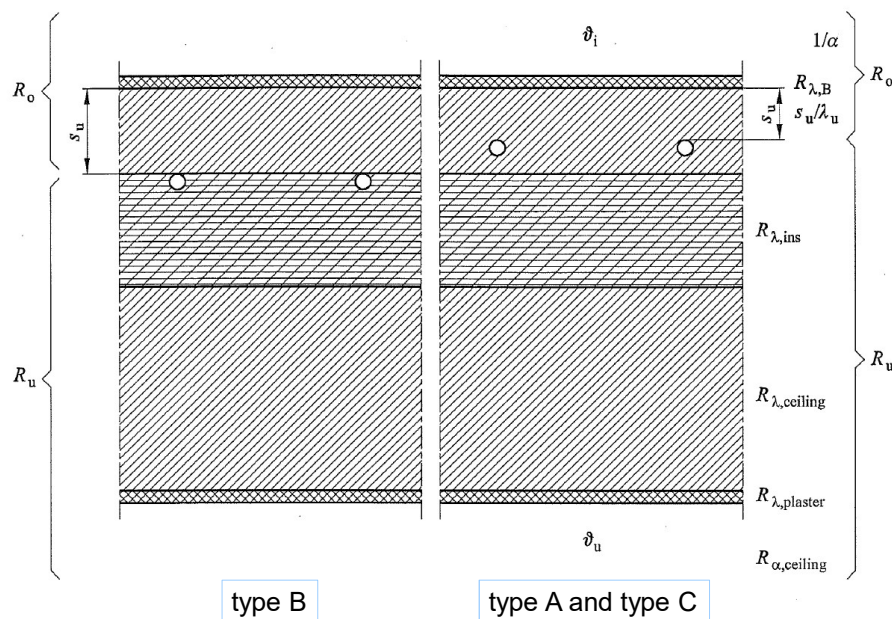 ϑi 1/α
Ro Rλ,B Ro
su su su/λu
Rλ,ins
Ru Ru
Rλ,ceiling
Rλ,plaster
ϑu
Rα,ceiling
type B type A and type C